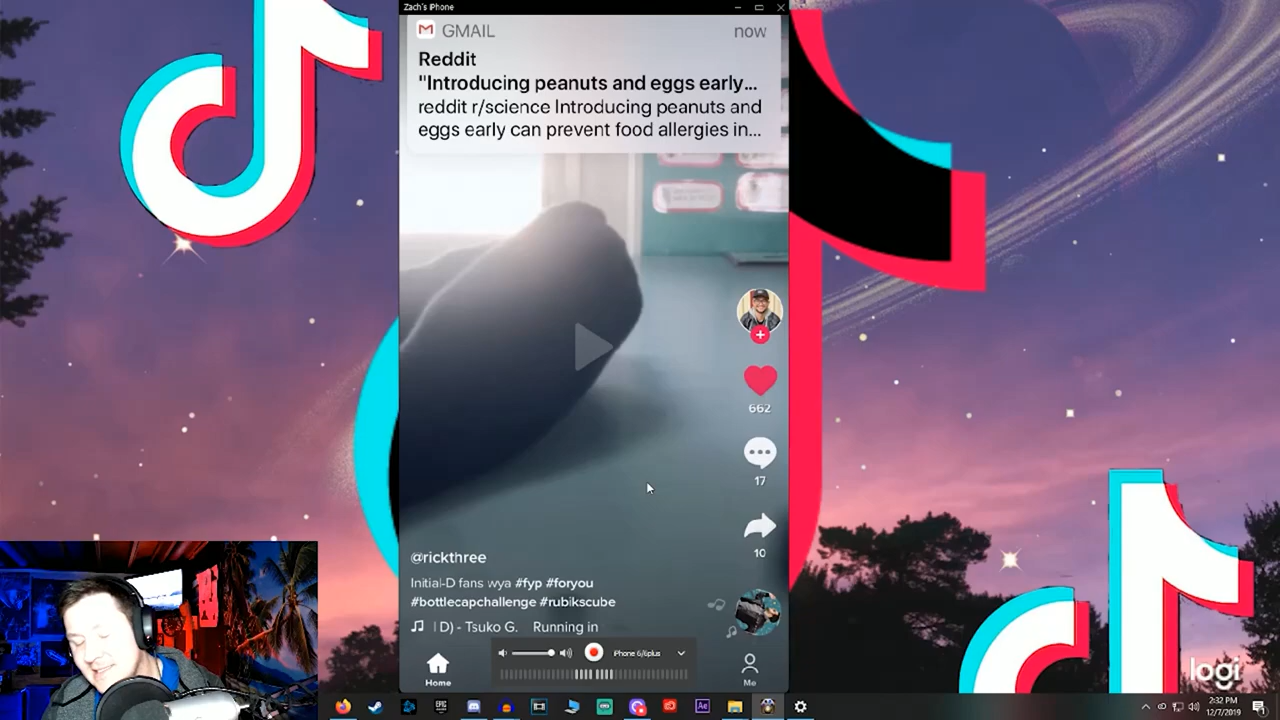 Zach's iPhone
GMAIL
now
Reddit
"Introducing peanuts and eggs early...
reddit r/science Introducing peanuts and
eggs early can prevent food allergies in...
662
17
10
@rickthree
Initial-D fans wya #fyp #foryou
#bottlecapchallenge #rubikscube
D) - Tsuko G. Running in
iPhone 6/6plus
Home
Me
logi
EPIC
Ae
2:32 PM
12/7/2019